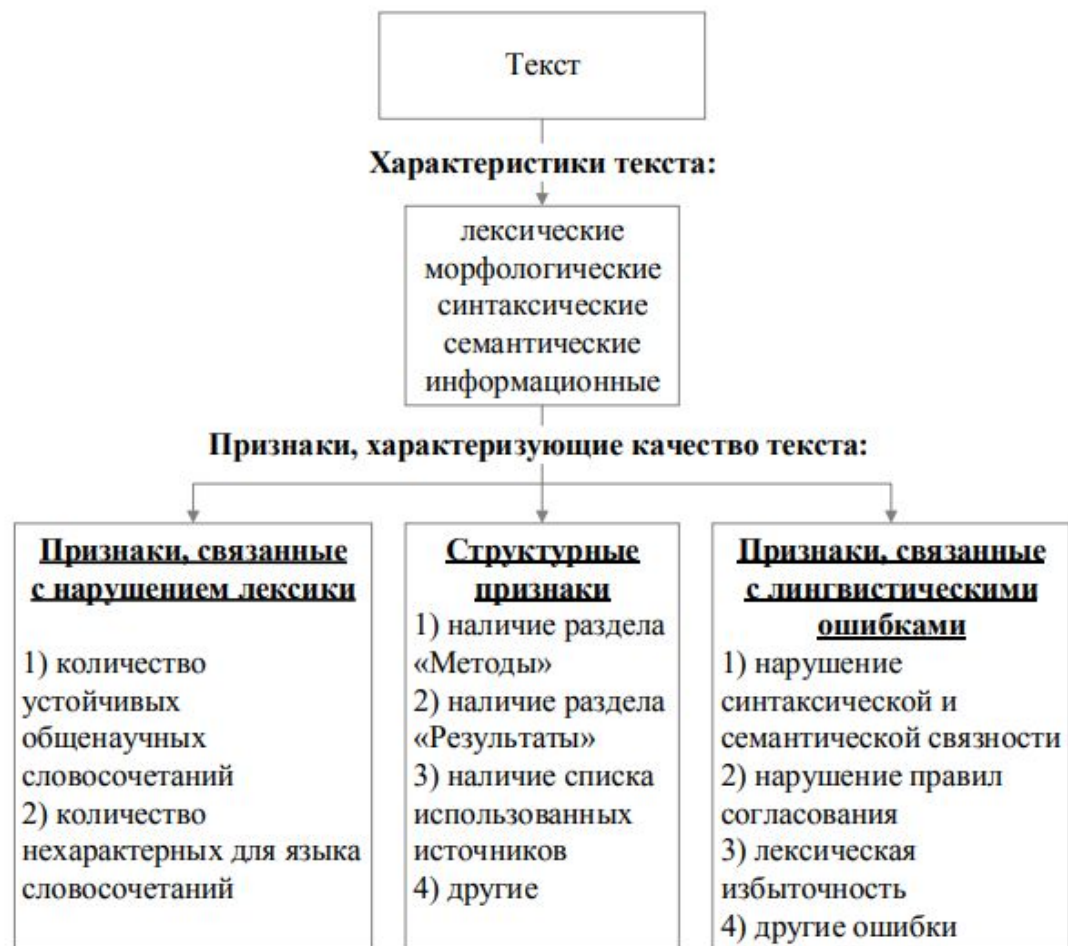 Текст
Характеристики текста:
лексические
морфологические
синтаксические
семантические
информационные
Признаки, характеризующие качество текста:
Признаки, связанные
с нарушением лексики
1) количество
устойчивых
общенаучных
словосочетаний
2) количество
нехарактерных для языка
словосочетаний
Структурные
признаки
1) наличие раздела
«Методы»
2) наличие раздела
«Результаты»
3) наличие списка
использованных
источников
4) другие
Признаки, связанные
с лингвистическими
ошибками
1) нарушение
синтаксической и
семантической связности
2) нарушение правил
согласования
3) лексическая
избыточность
4) другие ошибки